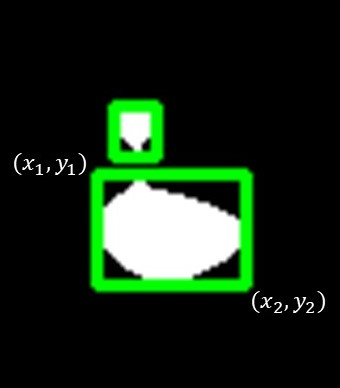 (x₁, y₁)
(x₂, y₂)